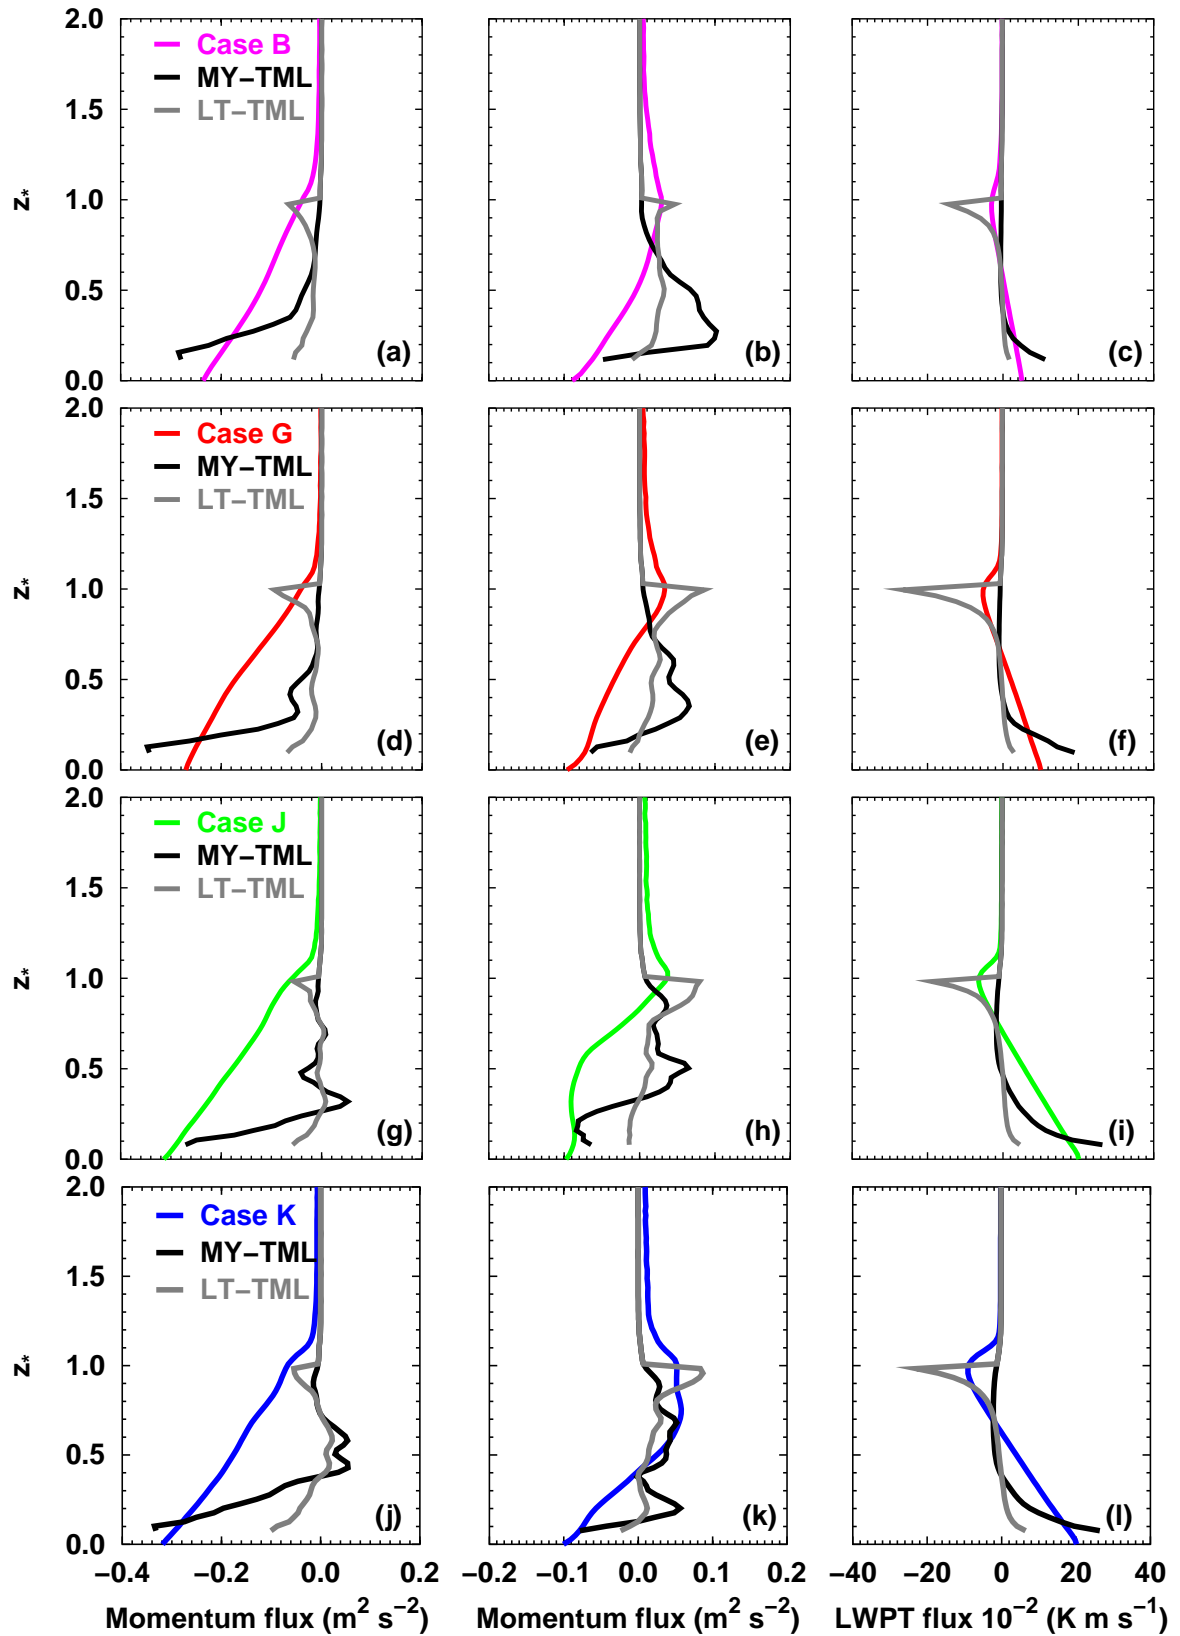 2.0
1.5
1.0
0.5
0.0
z*
Case B
MY−TML
LT−TML
(a)
(b)
(c)
2.0
1.5
1.0
0.5
0.0
z*
Case G
MY−TML
LT−TML
(d)
(e)
(f)
2.0
1.5
1.0
0.5
0.0
z*
Case J
MY−TML
LT−TML
(g)
(h)
(i)
2.0
1.5
1.0
0.5
0.0
z*
Case K
MY−TML
LT−TML
(j)
(k)
(l)
−0.4 −0.2 0.0 0.2
−0.2 −0.1 0.0 0.1 0.2
−40 −20 0 20 40
Momentum flux (m² s⁻²)
Momentum flux (m² s⁻²)
LWPT flux 10⁻² (K m s⁻¹)